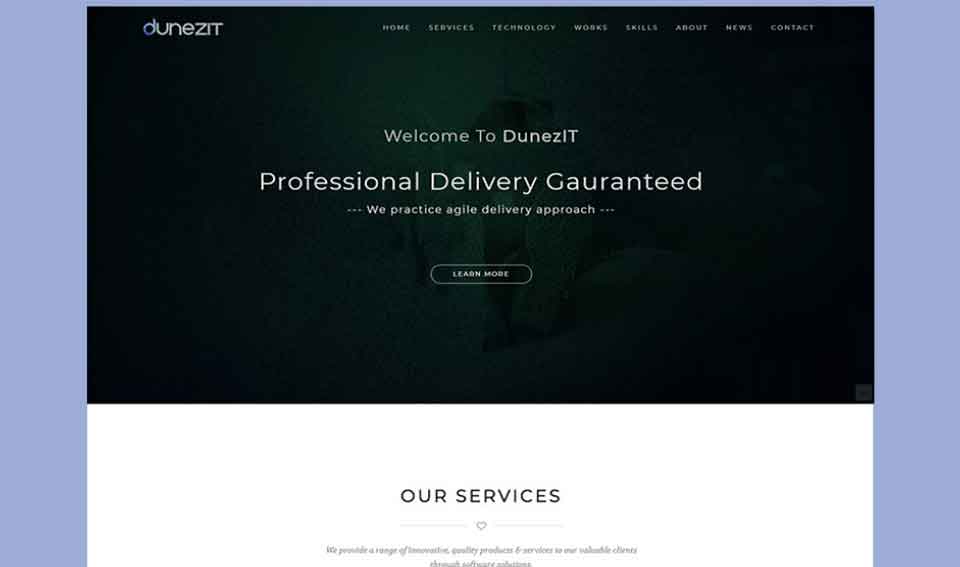 dunezIT
HOME SERVICES TECHNOLOGY WORKS SKILLS ABOUT NEWS CONTACT
Welcome To DunezIT
Professional Delivery Gauranteed
--- We practice agile delivery approach ---
LEARN MORE
OUR SERVICES
We provide a range of innovative, quality products & services to our valuable clients
through software solutions.